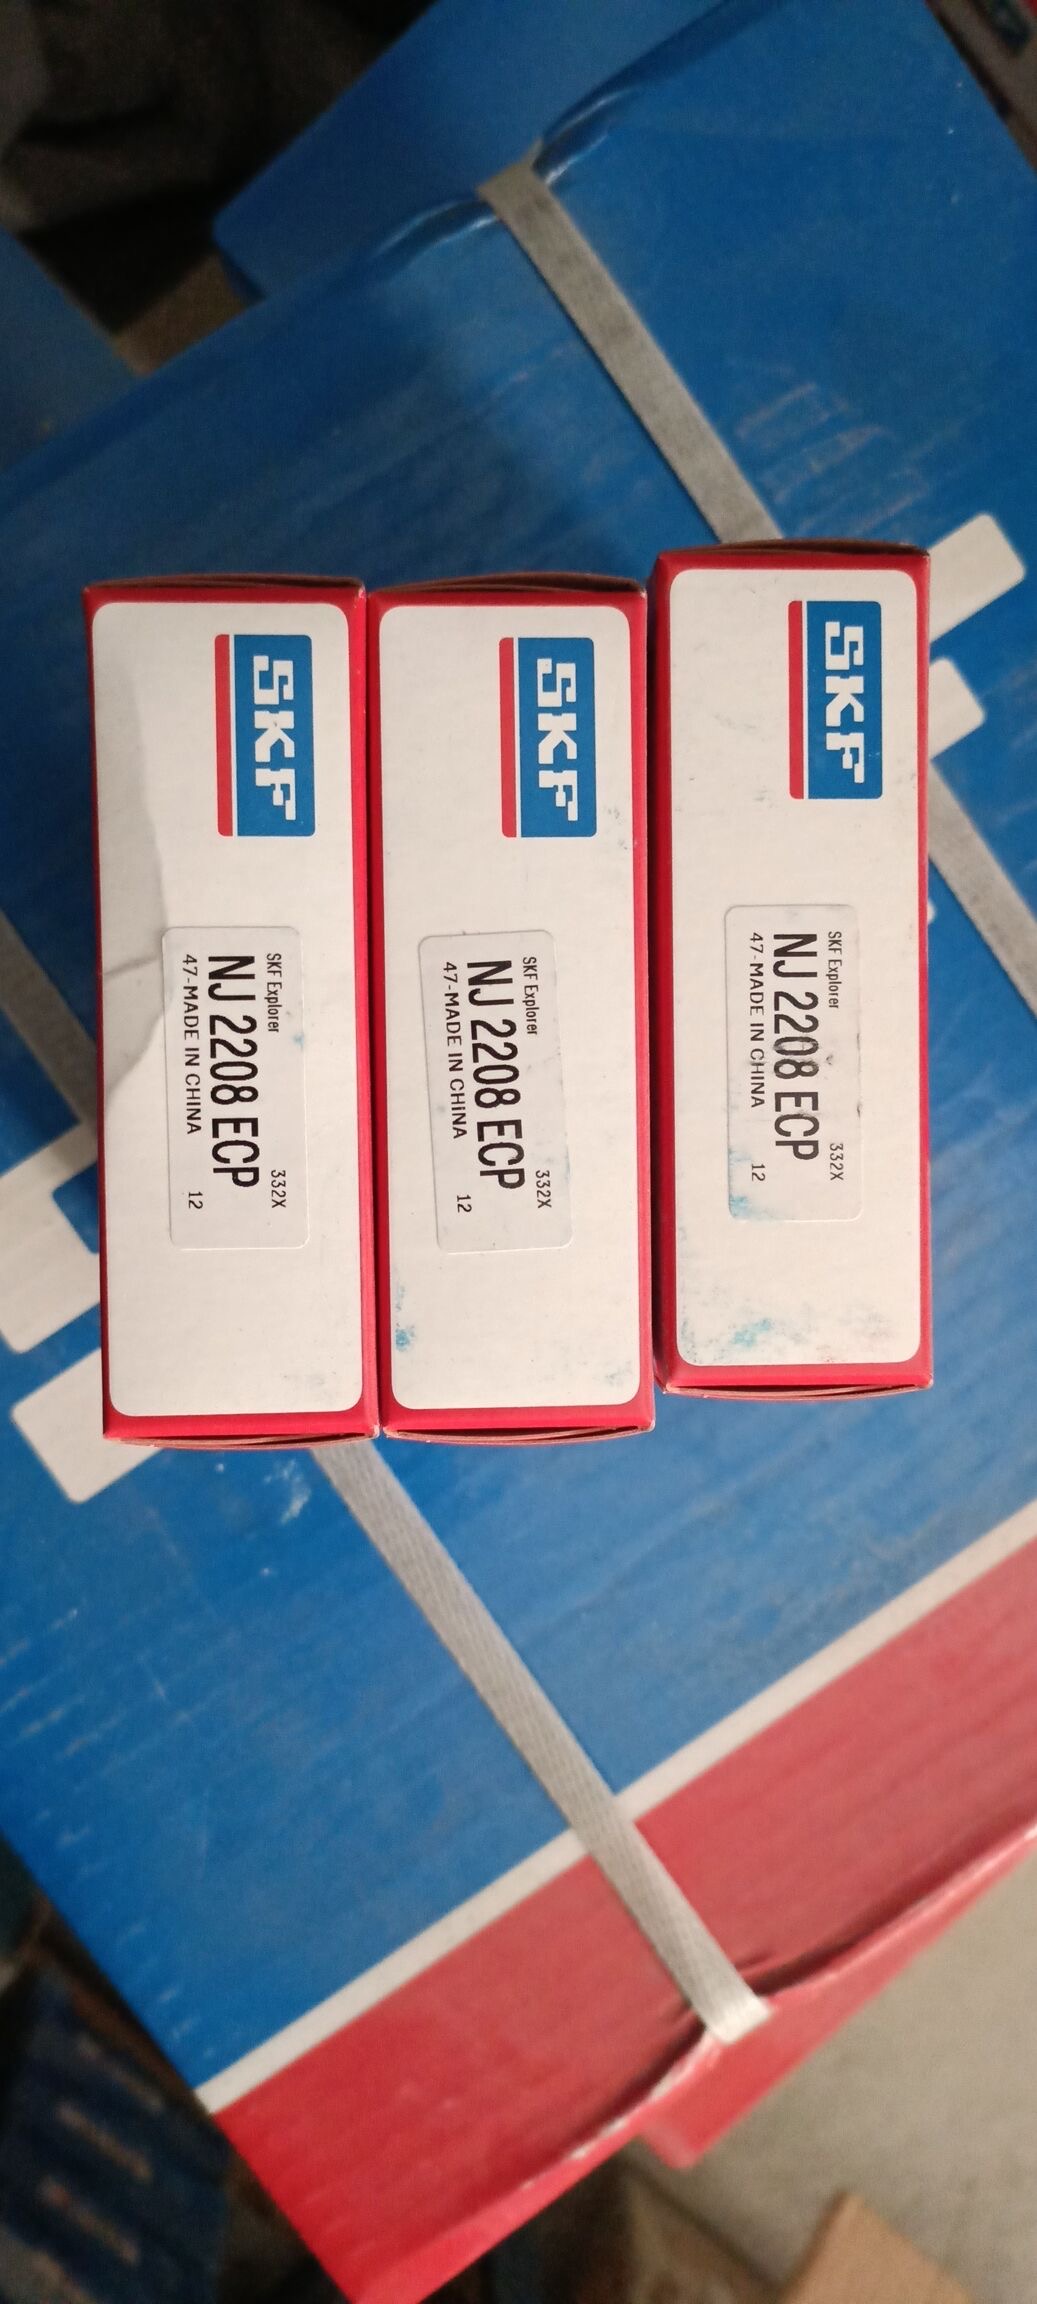 SKF
SKF Explorer 332X
NJ 2208 ECP
47-MADE IN CHINA 12
SKF
SKF Explorer 332X
NJ 2208 ECP
47-MADE IN CHINA 12
SKF
SKF Explorer 332X
NJ 2208 ECP
47-MADE IN CHINA 12